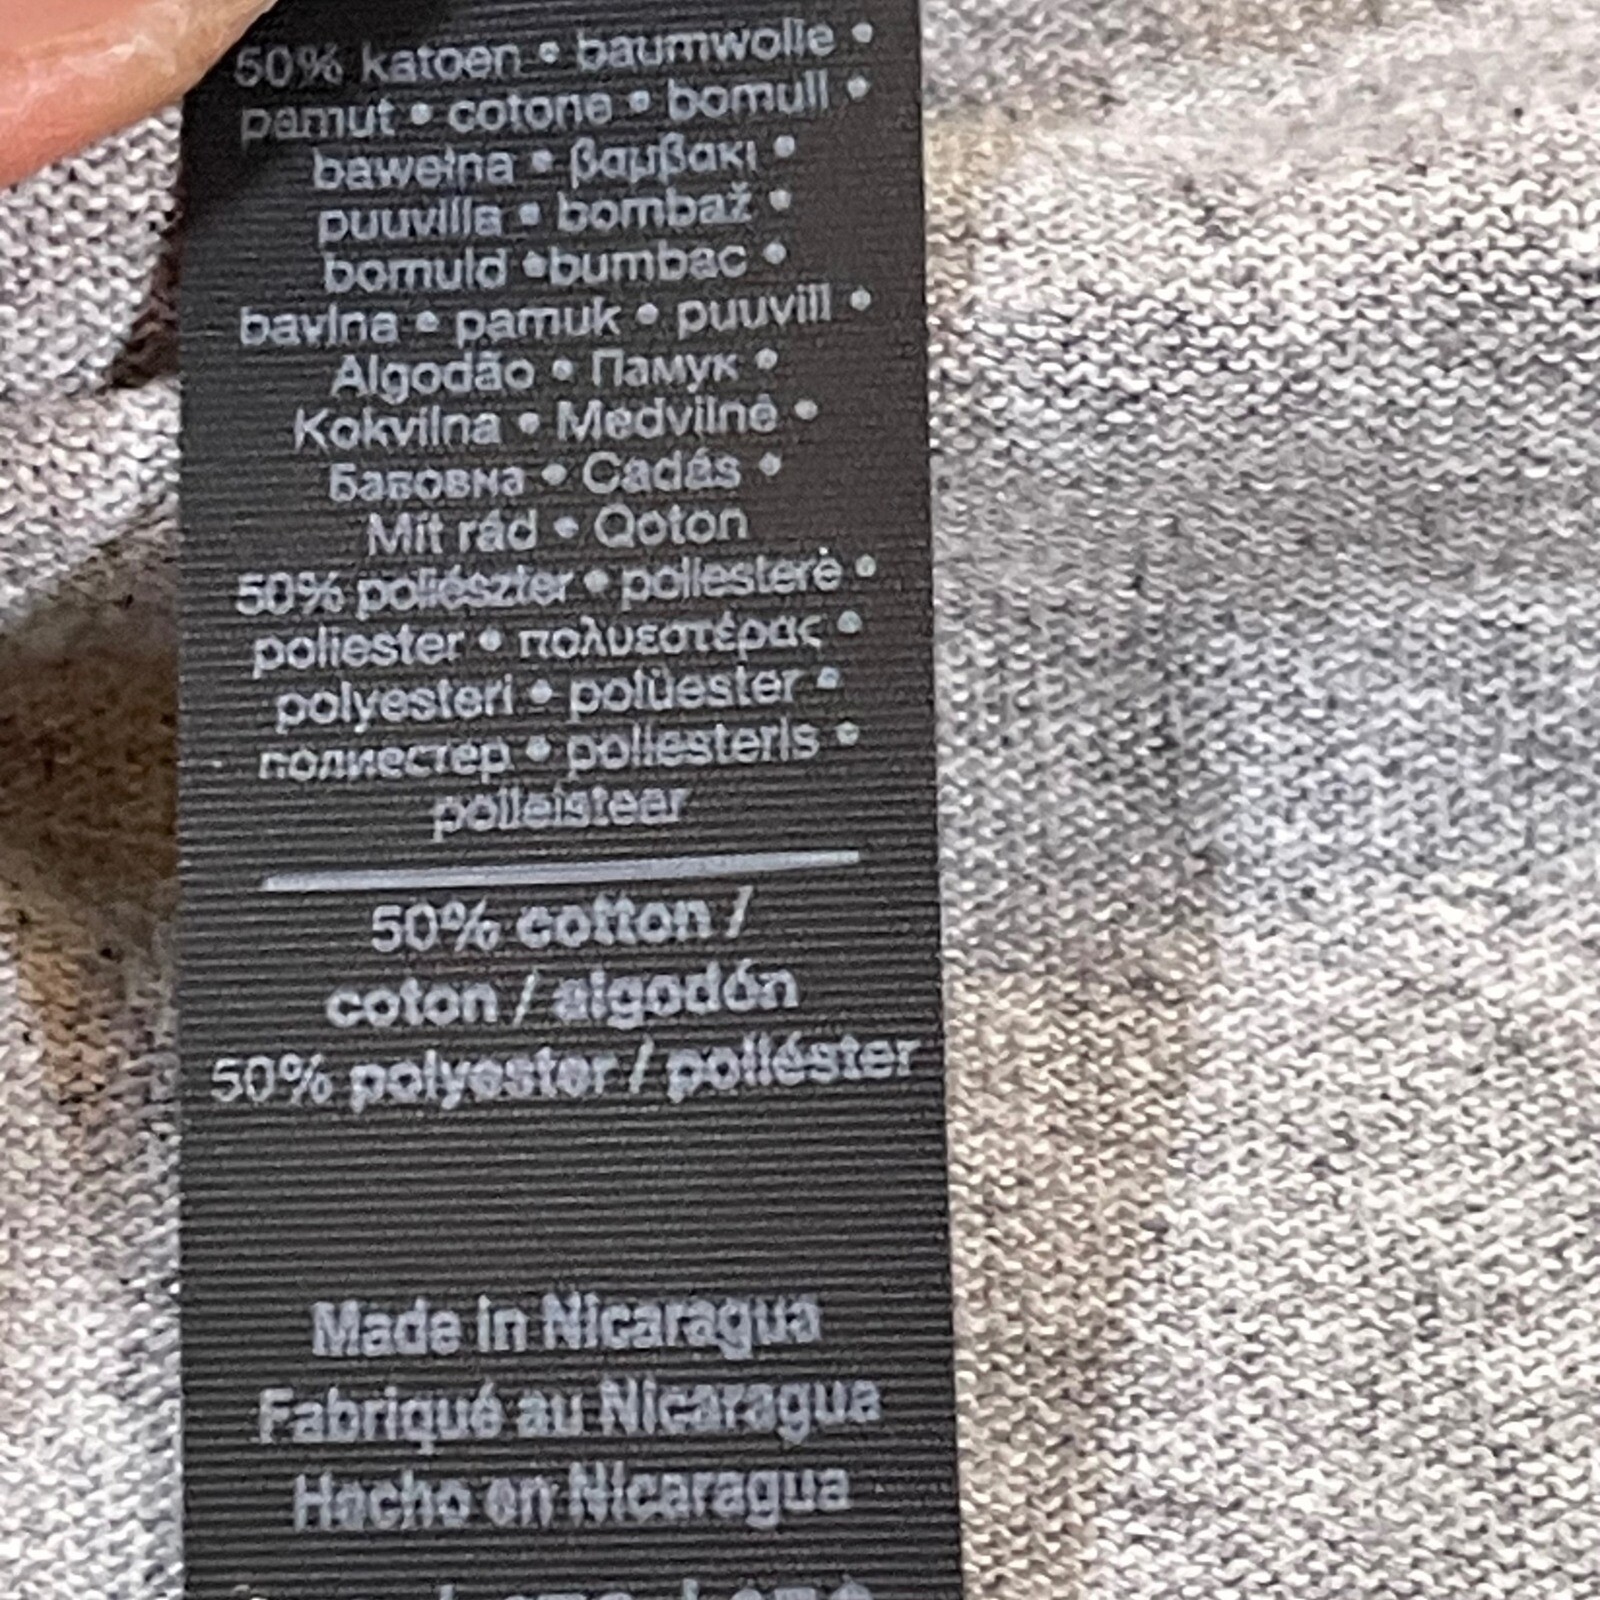 50% katoen • baumwolle •
pamut • cotone • bomull •
bawełna • βαμβακι •
puuvilla • bombaž •
bomuld •bumbac •
bavlna • pamuk • puuvill •
Algodão • Памук •
Kokvilna • Medvilnė •
Бавовна • Cadás •
Mít rád • Qoton
50% poliészter • poliesterė •
poliester • πολυεστέρας •
polyesteri • polüester •
полиестер • poliesteris •
poileistear
50% cotton /
coton / algodón
50% polyester / poliéster
Made in Nicaragua
Fabriqué au Nicaragua
Hecho en Nicaragua